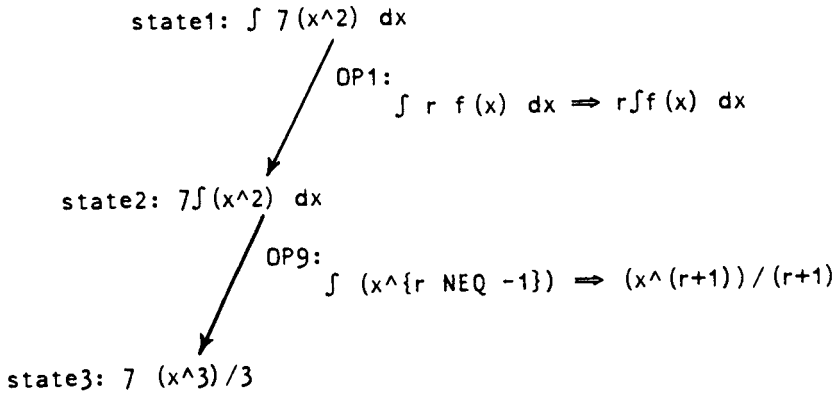 state1: ∫ 7(x^2) dx
OP1:
∫ r f(x) dx ⇒ r∫f(x) dx
state2: 7∫(x^2) dx
OP9:
∫ (x^{r NEQ -1}) ⇒ (x^(r+1))/(r+1)
state3: 7 (x^3)/3